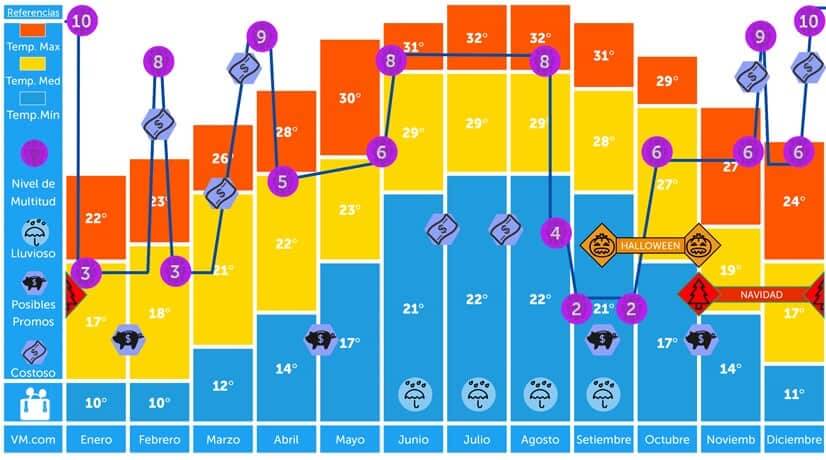 Referencias
Temp. Max
Temp. Med
Temp.Min
Nivel de
Multitud
Lluvioso
Posibles
Promos
Costoso
VM.com
10
3
22°
17°
10°
Enero
8
3
23°
18°
10°
Febrero
26°
21°
12°
Marzo
9
5
28°
22°
14°
Abril
6
30°
23°
17°
Mayo
8
31°
29°
21°
Junio
32°
29°
22°
Julio
8
4
32°
29°
22°
Agosto
2
2
31°
28°
21°
Setiembre
6
29°
27°
17°
Octubre
HALLOWEEN
9
6
27
19°
14°
Noviemb
NAVIDAD
10
6
24°
17°
11°
Diciembre
$
$
$
$
$
$
$
$
$
$
$
$
$